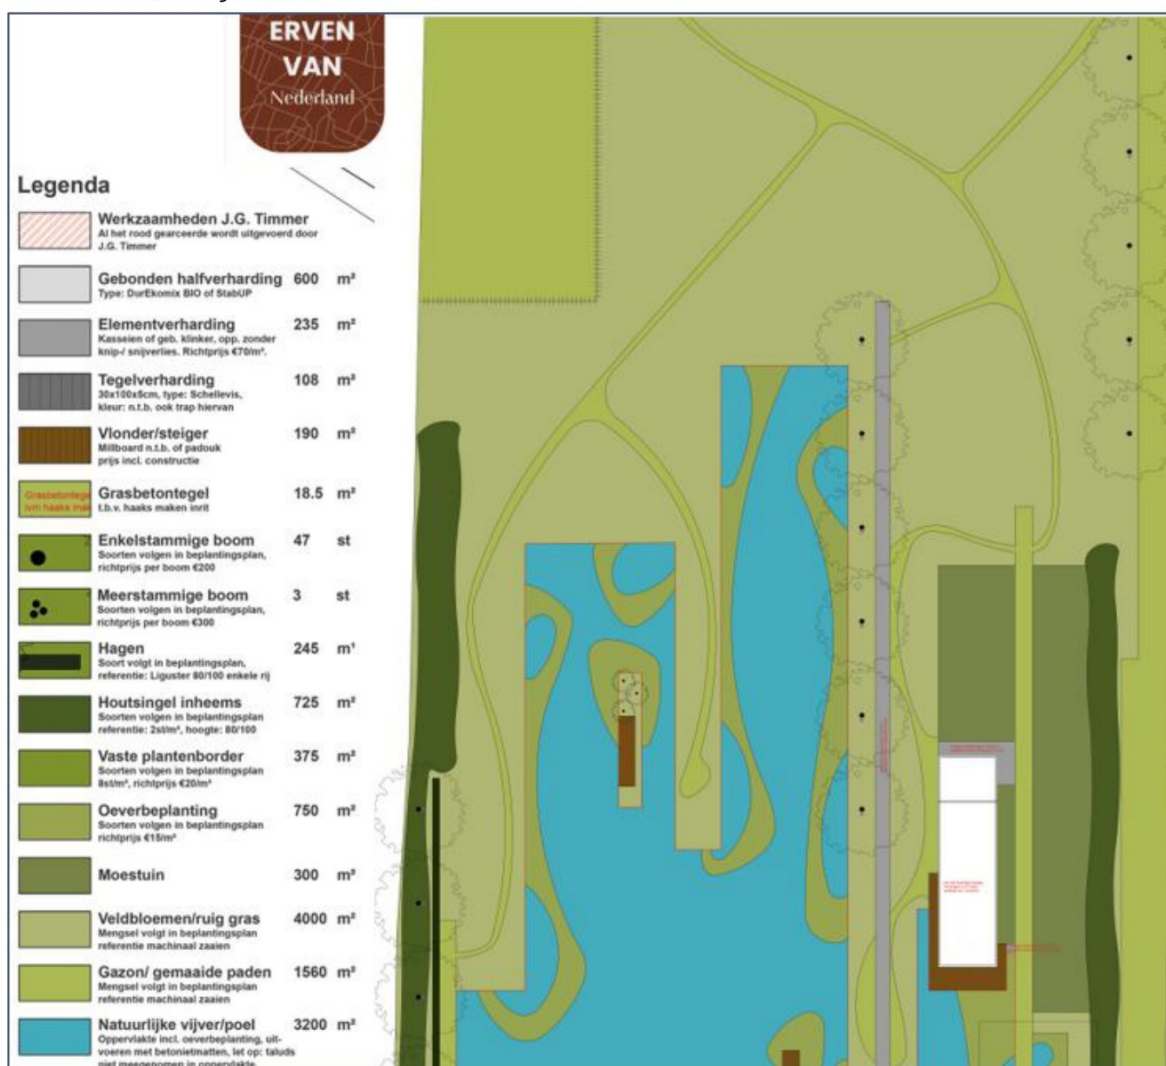 ERVEN
VAN
Nederland
Legenda
Werkzaamheden J.G. Timmer
Al het rood gearceerde wordt uitgevoerd door
J.G. Timmer
Gebonden halfverharding 600 m²
Type: DurEkomix BIO of StabUP
Elementverharding 235 m²
Kasseien of geb. klinker, opp. zonder
knip-/ snijverlies. Richtprijs €70/m².
Tegelverharding 108 m²
30x100x8cm, type: Schellevis,
kleur: n.t.b. ook trap hiervan
Vlonder/steiger 190 m²
Millboard n.t.b. of padouk
prijs incl. constructie
Grasbetontegel 18.5 m²
t.b.v. haaks maken inrit
Enkelstammige boom 47 st
Soorten volgen in beplantingsplan,
richtprijs per boom €200
Meerstammige boom 3 st
Soorten volgen in beplantingsplan,
richtprijs per boom €300
Hagen 245 m¹
Soort volgt in beplantingsplan,
referentie: Liguster 80/100 enkele rij
Houtsingel inheems 725 m²
Soorten volgen in beplantingsplan
referentie: 2st/m², hoogte: 80/100
Vaste plantenborder 375 m²
Soorten volgen in beplantingsplan
8st/m², richtprijs €20/m²
Oeverbeplanting 750 m²
Soorten volgen in beplantingsplan
richtprijs €15/m²
Moestuin 300 m²
Veldbloemen/ruig gras 4000 m²
Mengsel volgt in beplantingsplan
referentie machinaal zaaien
Gazon/ gemaaide paden 1560 m²
Mengsel volgt in beplantingsplan
referentie machinaal zaaien
Natuurlijke vijver/poel 3200 m²
Oppervlakte incl. oeverbeplanting, uit-
voeren met betonietmatten, let op: taluds
niet meegenomen in oppervlakte.